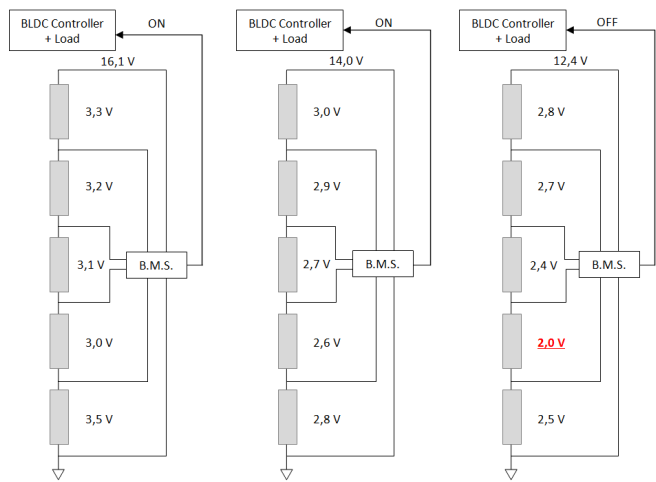 BLDC Controller
+ Load
ON
16,1 V
3,3 V
3,2 V
3,1 V
B.M.S.
3,0 V
3,5 V
BLDC Controller
+ Load
ON
14,0 V
3,0 V
2,9 V
2,7 V
B.M.S.
2,6 V
2,8 V
BLDC Controller
+ Load
OFF
12,4 V
2,8 V
2,7 V
2,4 V
B.M.S.
2,0 V
2,5 V